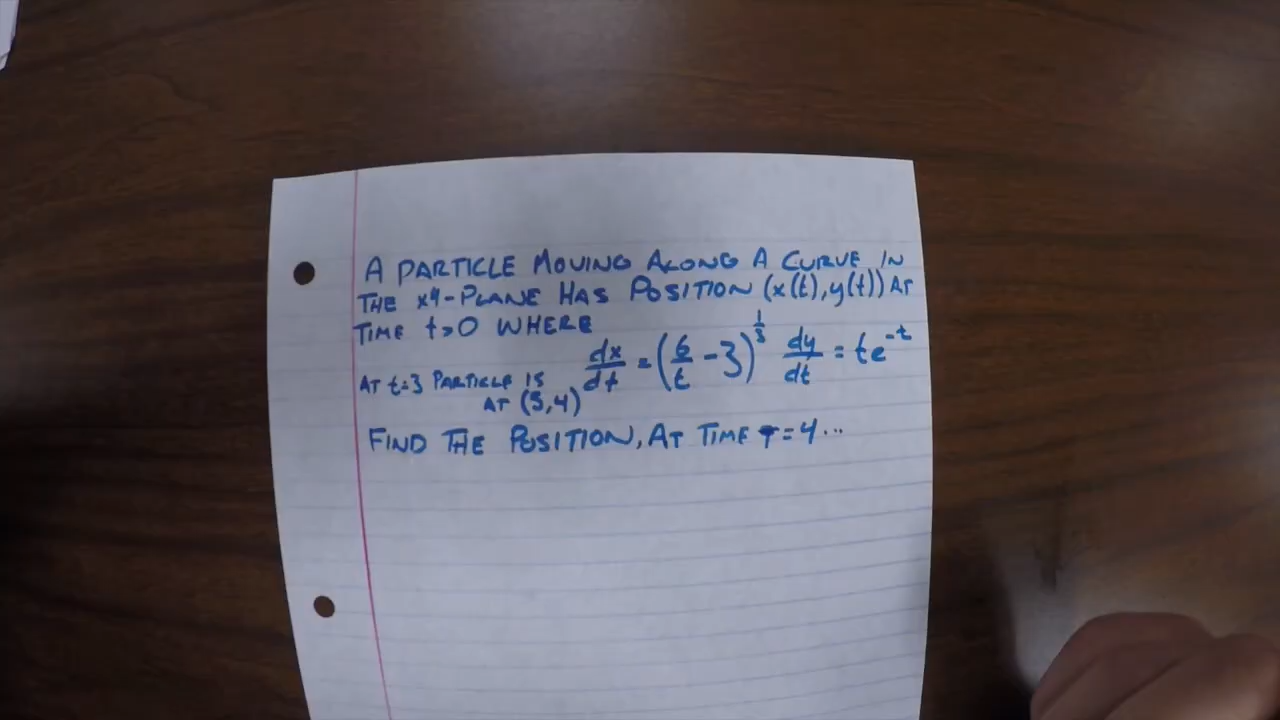 A PARTICLE MOVING ALONG A CURVE IN
THE xy-PLANE HAS POSITION (x(t), y(t)) AT
TIME t>0 WHERE
dx/dt = (6/t - 3)^(1/3) dy/dt = te^(-t)
AT t=3 PARTICLE IS
AT (5,4)
FIND THE POSITION, AT TIME T=4...